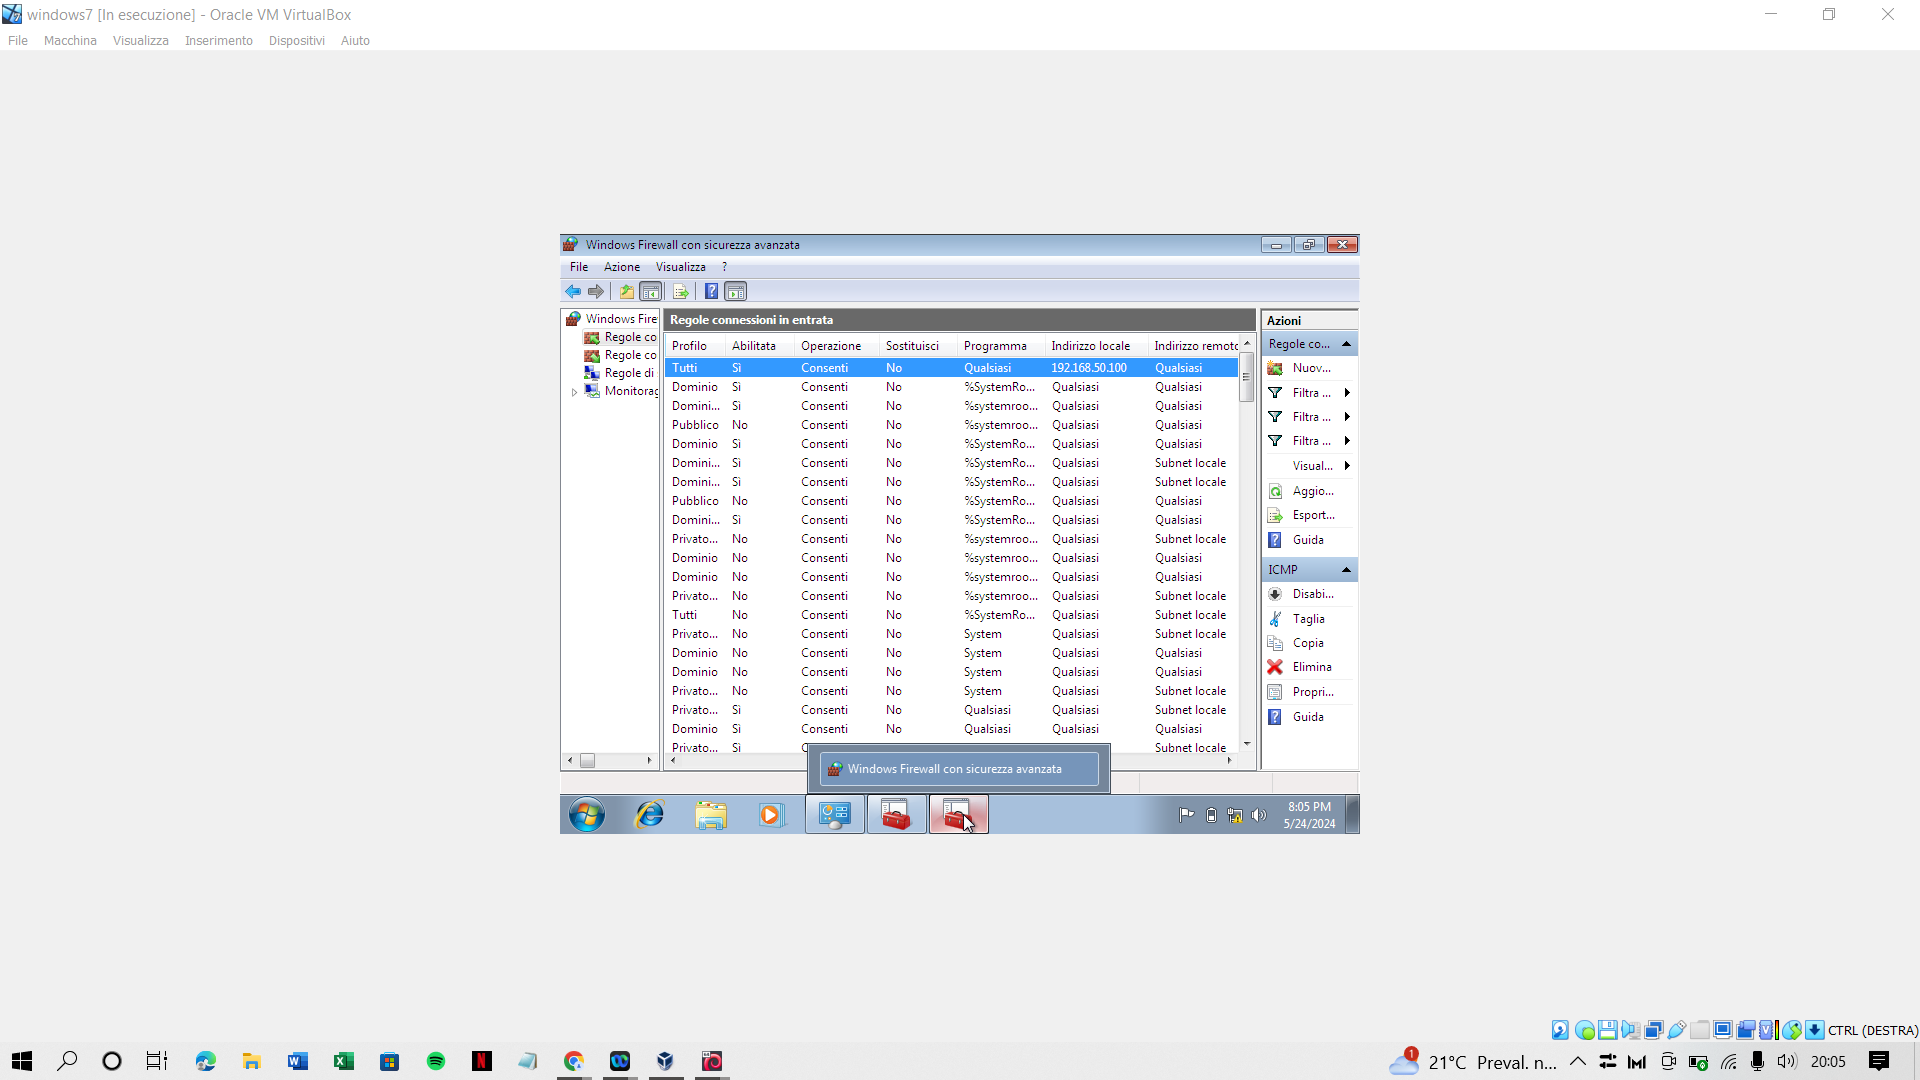 windows7 [In esecuzione] - Oracle VM VirtualBox
File Macchina Visualizza Inserimento Dispositivi Aiuto
Windows Firewall con sicurezza avanzata
File Azione Visualizza ?
Windows Fire
Regole co
Regole co
Regole di
Monitorag
Regole connessioni in entrata
Profilo Abilitata Operazione Sostituisci Programma Indirizzo locale Indirizzo remoto
Tutti Sì Consenti No Qualsiasi 192.168.50.100 Qualsiasi
Dominio Sì Consenti No %SystemRo... Qualsiasi Qualsiasi
Domini... Sì Consenti No %systemroo... Qualsiasi Qualsiasi
Pubblico No Consenti No %systemroo... Qualsiasi Qualsiasi
Dominio Sì Consenti No %SystemRo... Qualsiasi Qualsiasi
Domini... Sì Consenti No %SystemRo... Qualsiasi Subnet locale
Domini... Sì Consenti No %SystemRo... Qualsiasi Subnet locale
Pubblico No Consenti No %SystemRo... Qualsiasi Qualsiasi
Domini... Sì Consenti No %SystemRo... Qualsiasi Qualsiasi
Privato... No Consenti No %systemroo... Qualsiasi Subnet locale
Dominio No Consenti No %systemroo... Qualsiasi Qualsiasi
Dominio No Consenti No %systemroo... Qualsiasi Qualsiasi
Privato... No Consenti No %systemroo... Qualsiasi Subnet locale
Tutti No Consenti No %SystemRo... Qualsiasi Subnet locale
Privato... No Consenti No System Qualsiasi Subnet locale
Dominio No Consenti No System Qualsiasi Qualsiasi
Dominio No Consenti No System Qualsiasi Qualsiasi
Privato... No Consenti No System Qualsiasi Subnet locale
Privato... Sì Consenti No Qualsiasi Qualsiasi Subnet locale
Dominio Sì Consenti No Qualsiasi Qualsiasi Qualsiasi
Privato... Sì Subnet locale
Azioni
Regole co...
Nuov...
Filtra ...
Filtra ...
Filtra ...
Visual...
Aggio...
Esport...
Guida
ICMP
Disabi...
Taglia
Copia
Elimina
Propri...
Guida
Windows Firewall con sicurezza avanzata
8:05 PM
5/24/2024
CTRL (DESTRA)
1
21°C Preval. n...
20:05